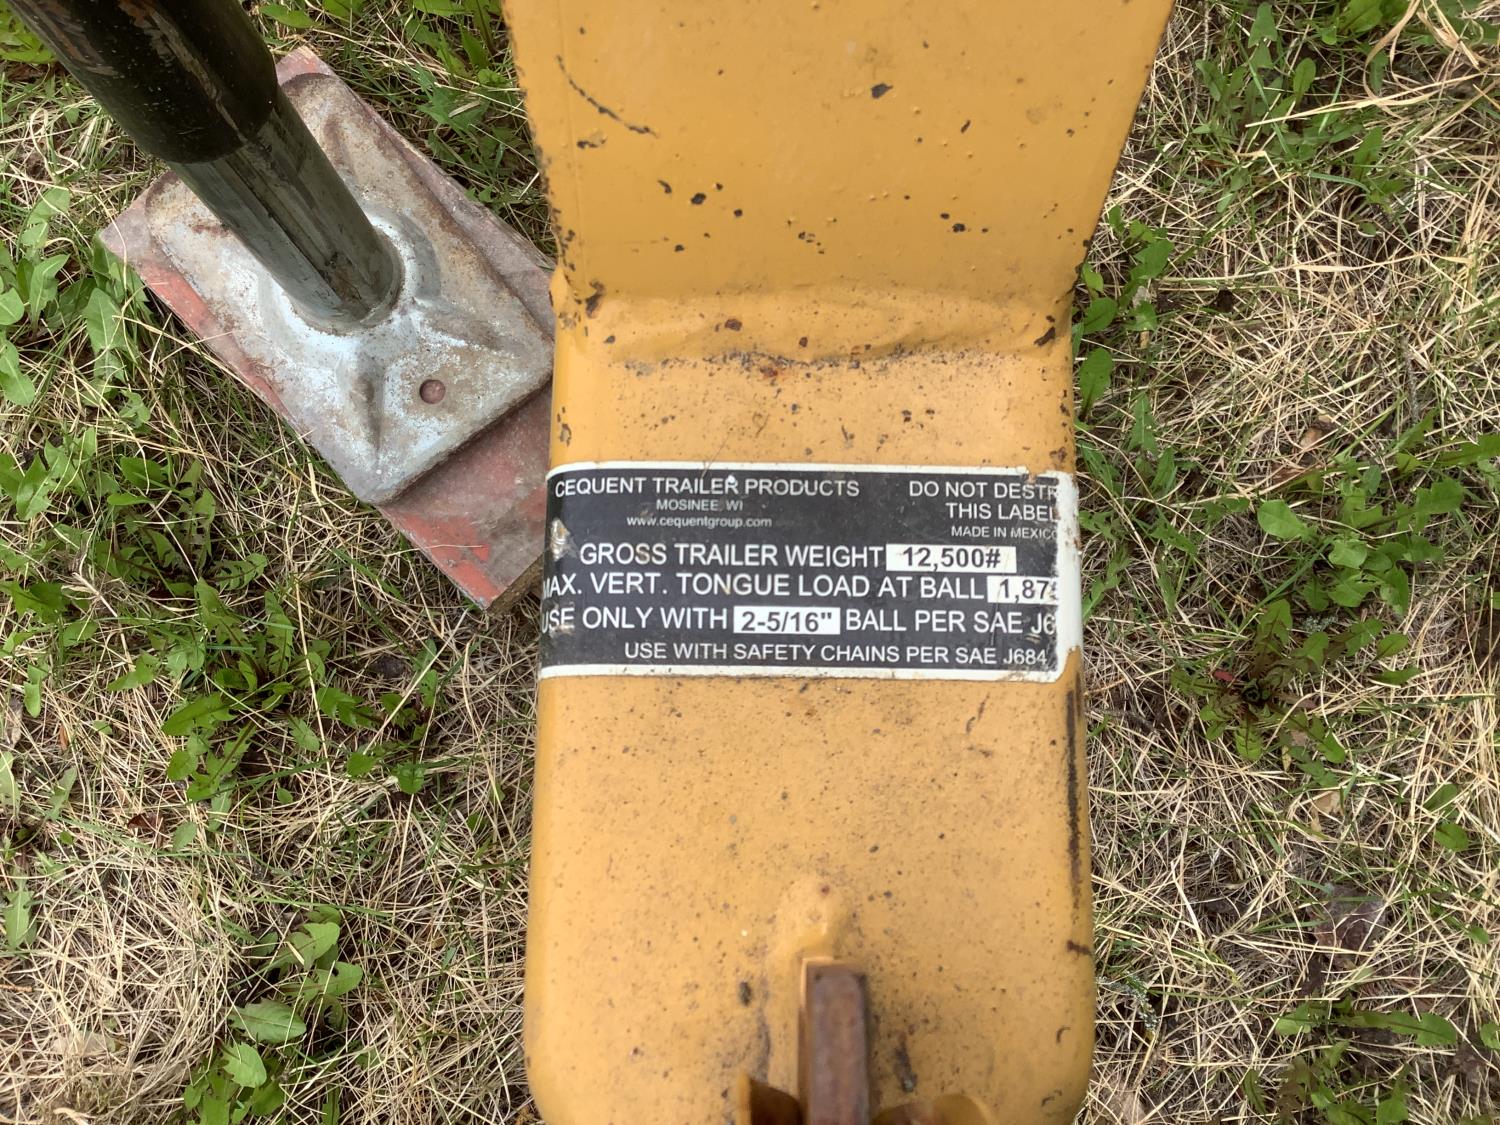 CEQUENT TRAILER PRODUCTS
MOSINEE, WI
www.cequentgroup.com
DO NOT DESTR
THIS LABEL
MADE IN MEXICO
GROSS TRAILER WEIGHT 12,500#
MAX. VERT. TONGUE LOAD AT BALL 1,875
USE ONLY WITH 2-5/16" BALL PER SAE J6
USE WITH SAFETY CHAINS PER SAE J684